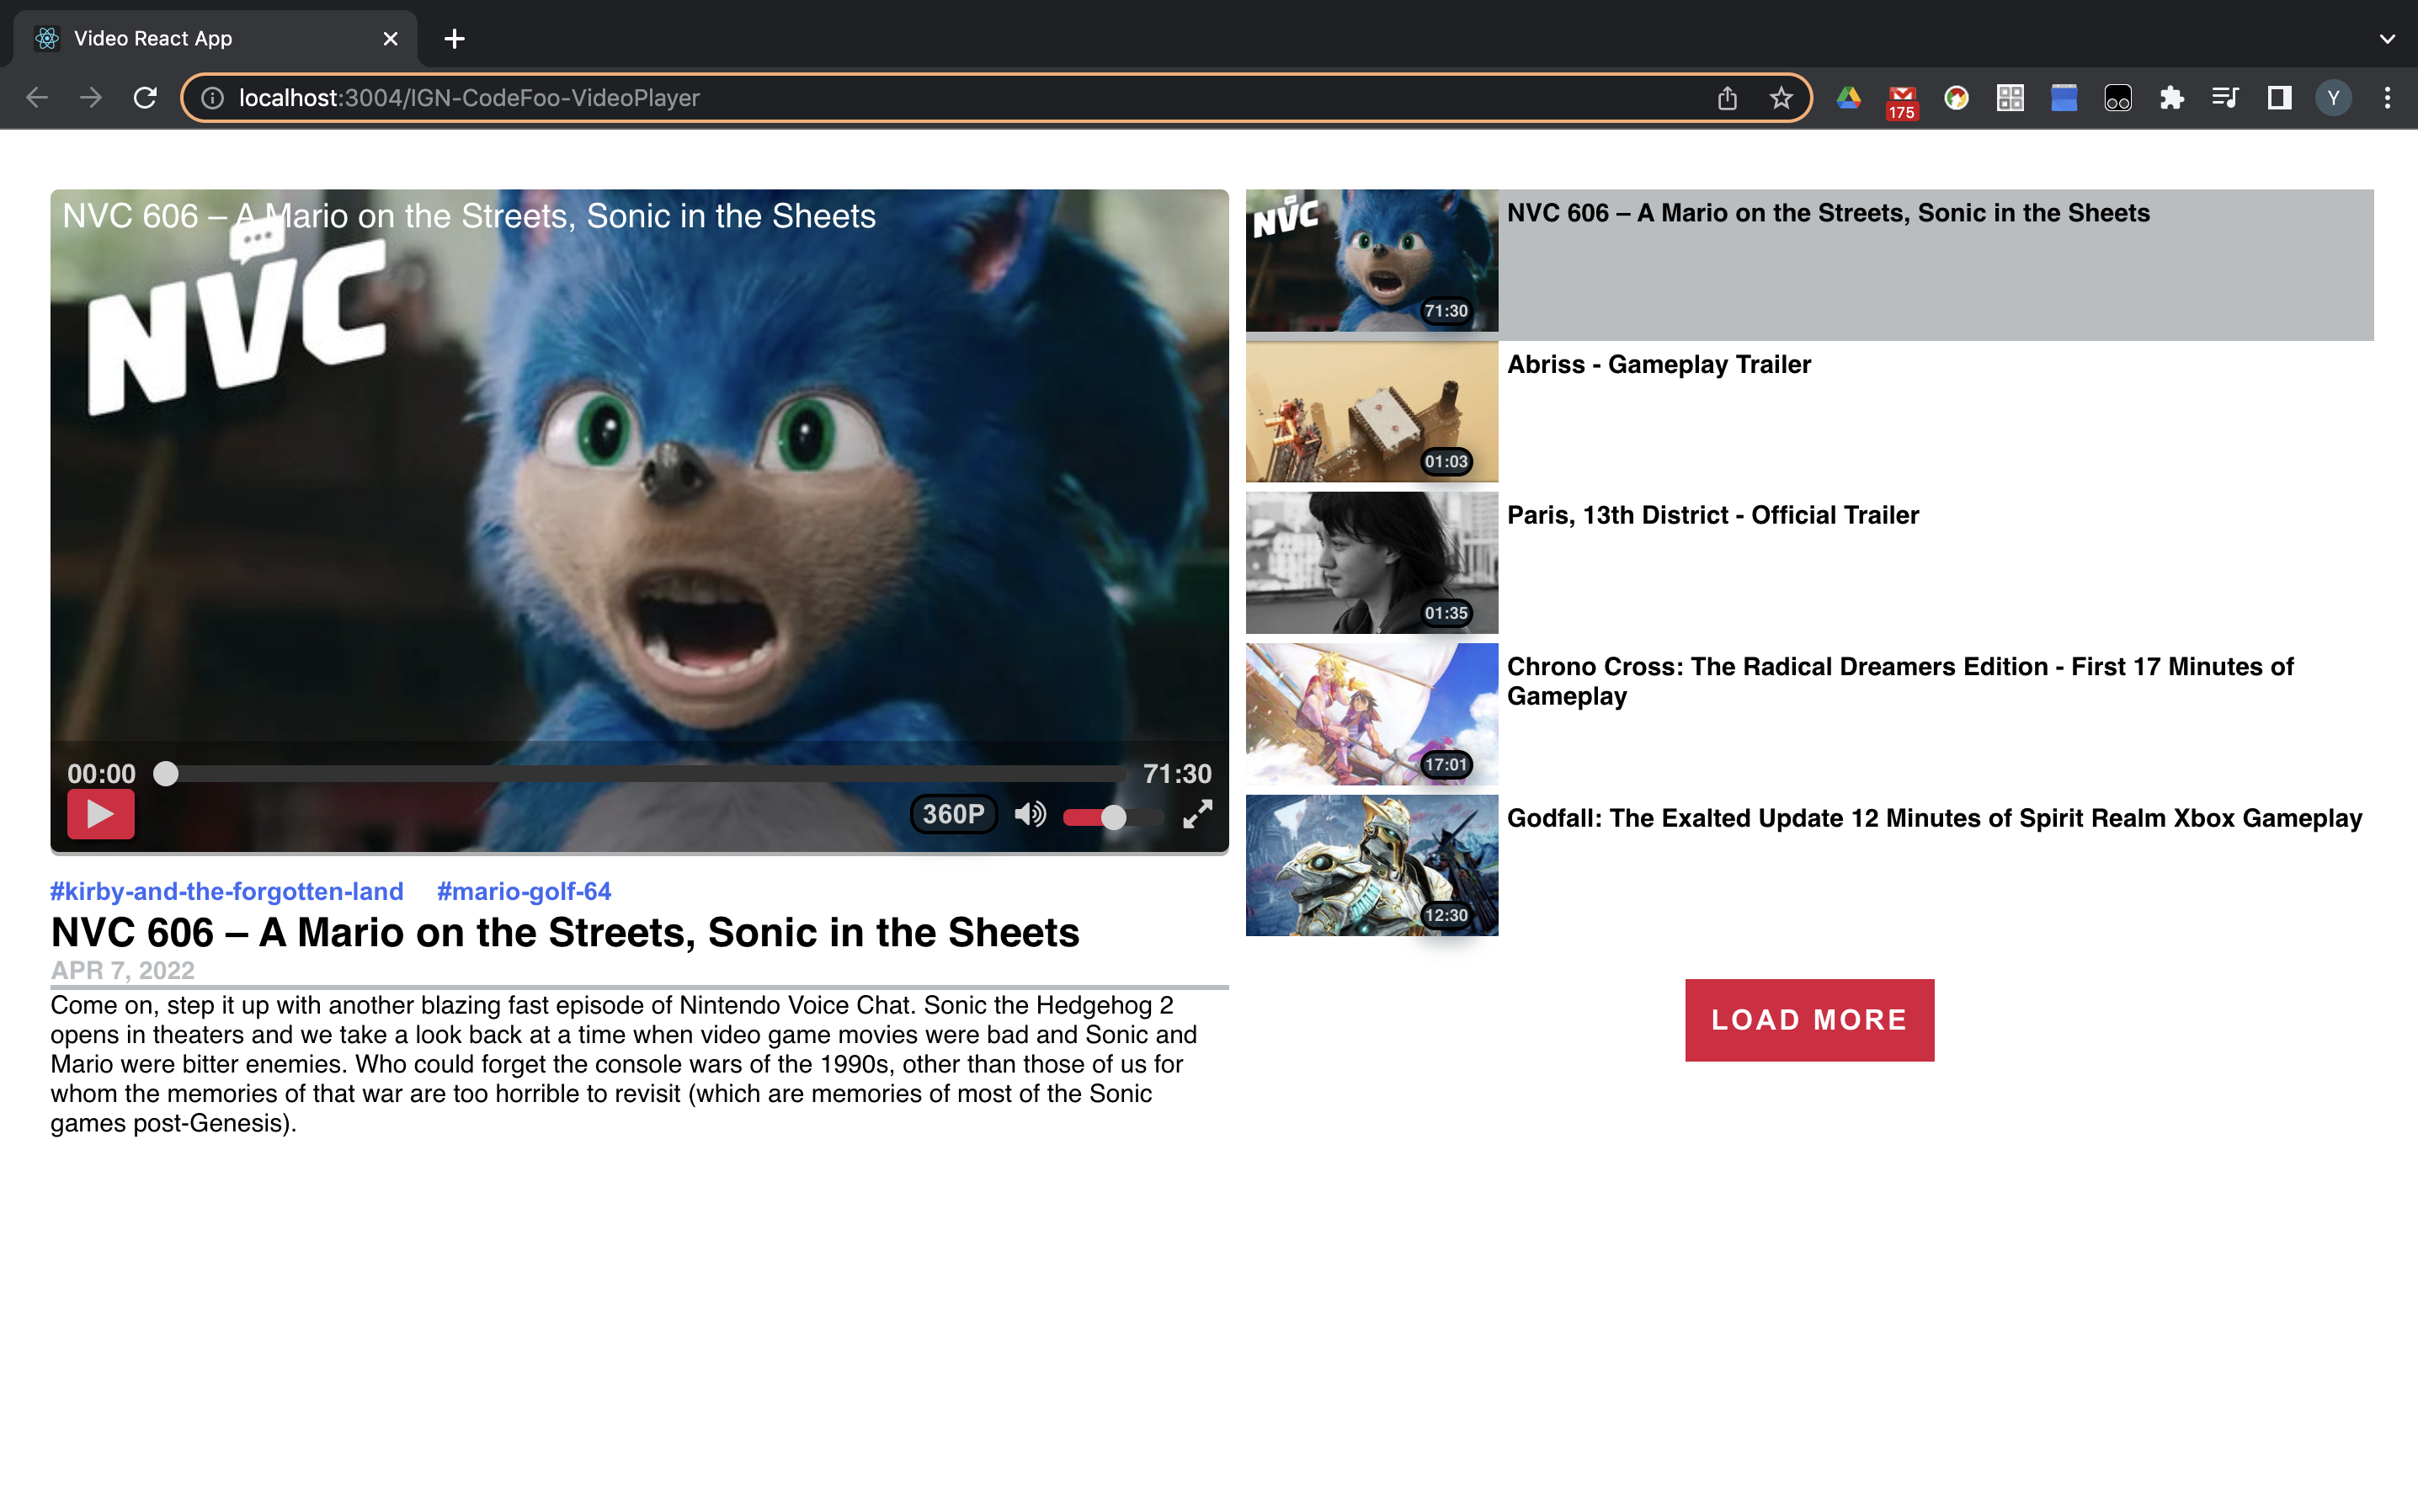 Video React App
localhost:3004/IGN-CodeFoo-VideoPlayer
175
Y
NVC 606 – A Mario on the Streets, Sonic in the Sheets
NVC
00:00
71:30
360P
#kirby-and-the-forgotten-land #mario-golf-64
NVC 606 – A Mario on the Streets, Sonic in the Sheets
APR 7, 2022
Come on, step it up with another blazing fast episode of Nintendo Voice Chat. Sonic the Hedgehog 2
opens in theaters and we take a look back at a time when video game movies were bad and Sonic and
Mario were bitter enemies. Who could forget the console wars of the 1990s, other than those of us for
whom the memories of that war are too horrible to revisit (which are memories of most of the Sonic
games post-Genesis).
NVC
71:30
NVC 606 – A Mario on the Streets, Sonic in the Sheets
01:03
Abriss - Gameplay Trailer
01:35
Paris, 13th District - Official Trailer
17:01
Chrono Cross: The Radical Dreamers Edition - First 17 Minutes of
Gameplay
12:30
Godfall: The Exalted Update 12 Minutes of Spirit Realm Xbox Gameplay
LOAD MORE